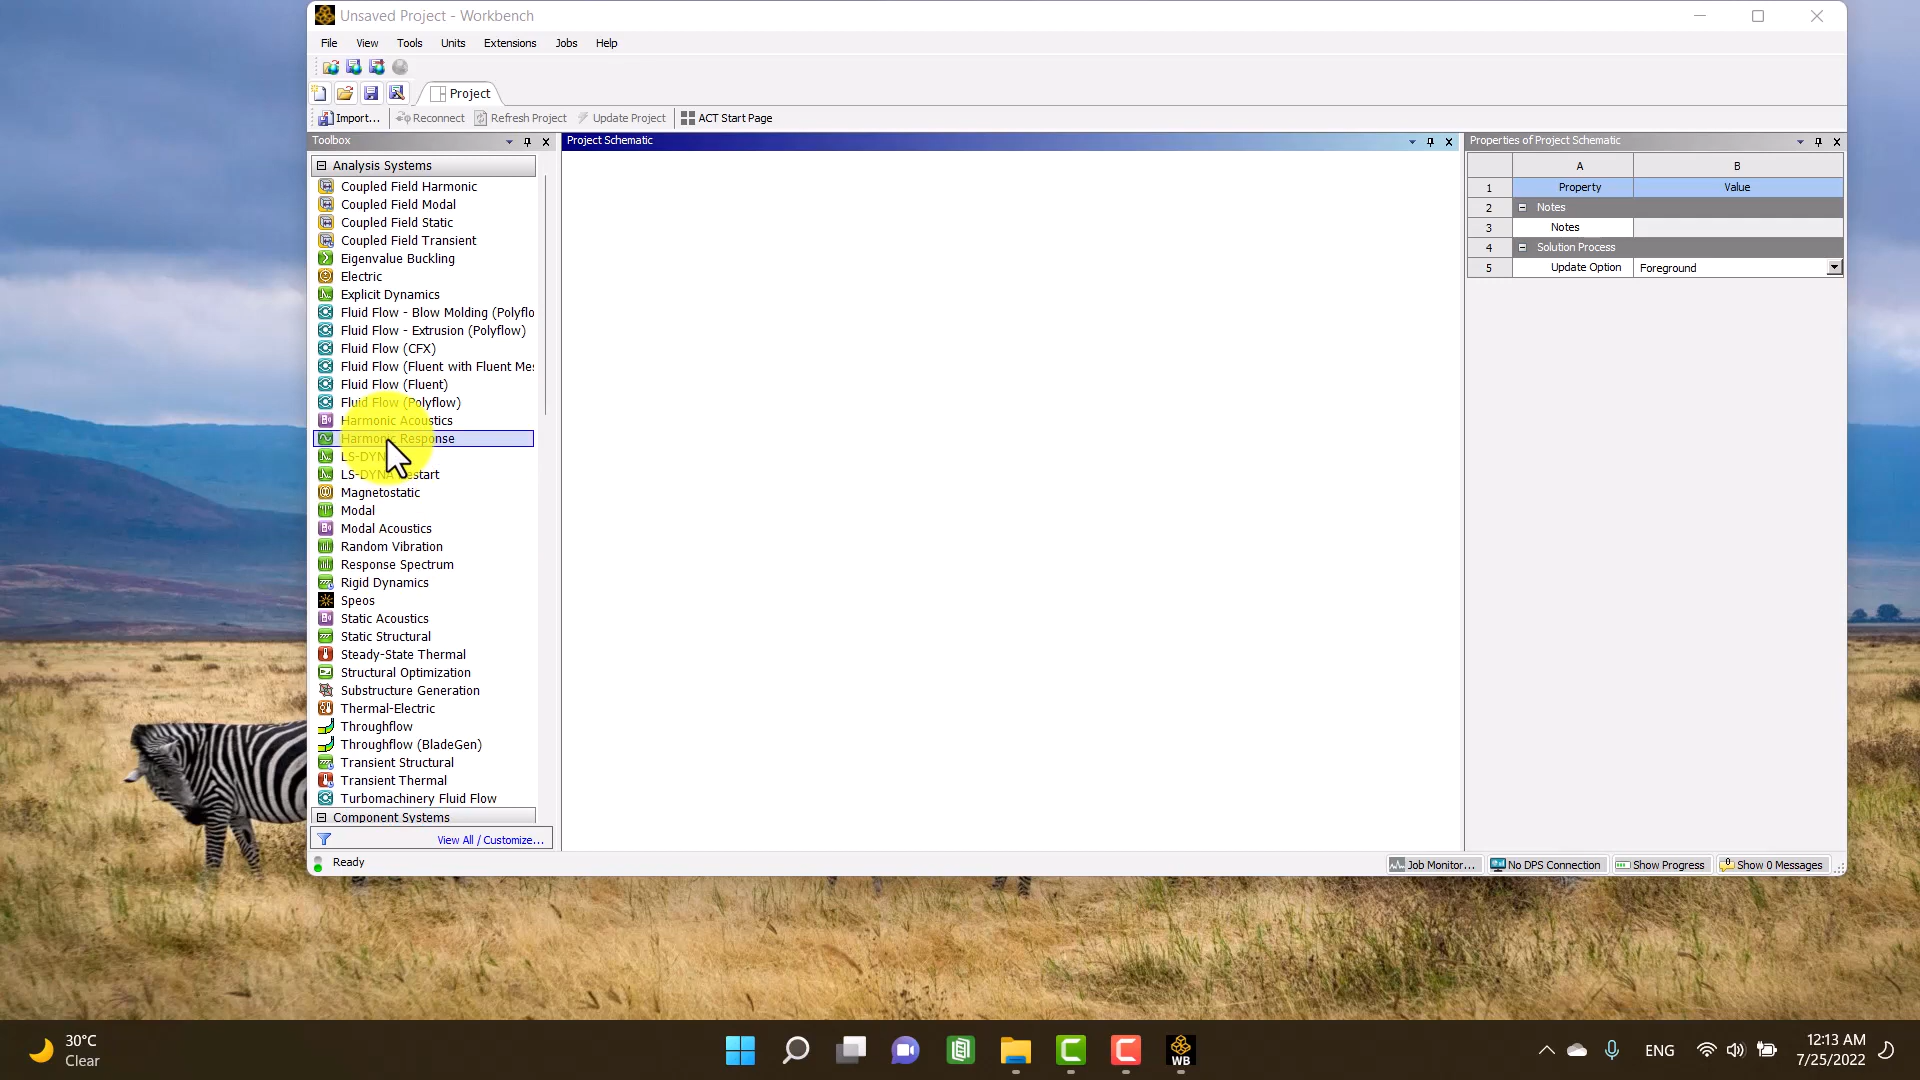 Unsaved Project - Workbench
File View Tools Units Extensions Jobs Help
Project
Import... Reconnect Refresh Project Update Project ACT Start Page
Toolbox
Analysis Systems
Coupled Field Harmonic
Coupled Field Modal
Coupled Field Static
Coupled Field Transient
Eigenvalue Buckling
Electric
Explicit Dynamics
Fluid Flow - Blow Molding (Polyflo
Fluid Flow - Extrusion (Polyflow)
Fluid Flow (CFX)
Fluid Flow (Fluent with Fluent Mes
Fluid Flow (Fluent)
Fluid Flow (Polyflow)
Harmonic Acoustics
Harmonic Response
LS-DYN
LS-DYNA Restart
Magnetostatic
Modal
Modal Acoustics
Random Vibration
Response Spectrum
Rigid Dynamics
Speos
Static Acoustics
Static Structural
Steady-State Thermal
Structural Optimization
Substructure Generation
Thermal-Electric
Throughflow
Throughflow (BladeGen)
Transient Structural
Transient Thermal
Turbomachinery Fluid Flow
Component Systems
View All / Customize...
Project Schematic
Properties of Project Schematic
A B
1 Property Value
2 Notes
3 Notes
4 Solution Process
5 Update Option Foreground
Ready
Job Monitor... No DPS Connection Show Progress Show 0 Messages
30°C
Clear
WB
ENG
12:13 AM
7/25/2022